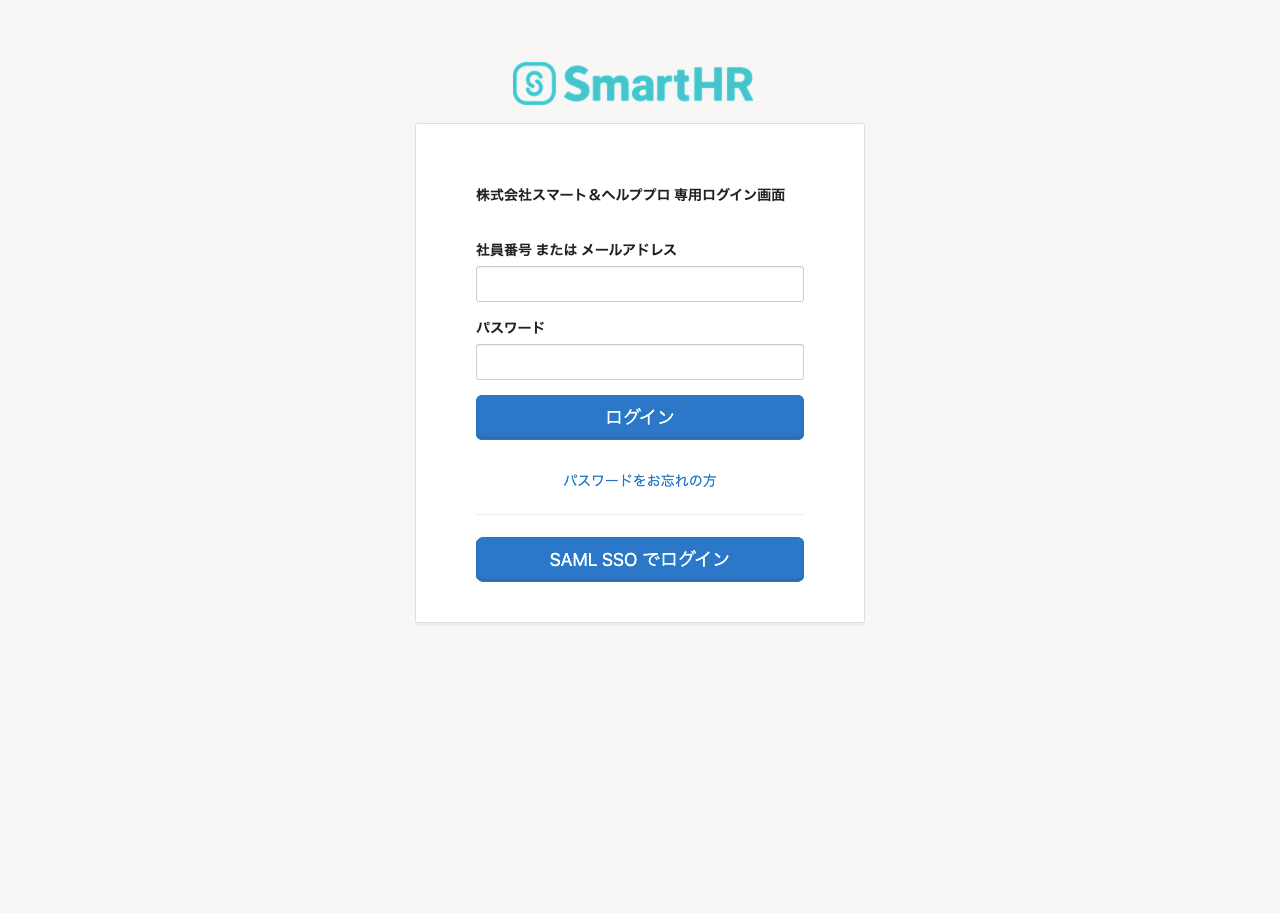 SmartHR
株式会社スマート＆ヘルププロ 専用ログイン画面
社員番号 または メールアドレス
パスワード
ログイン
パスワードをお忘れの方
SAML SSO でログイン